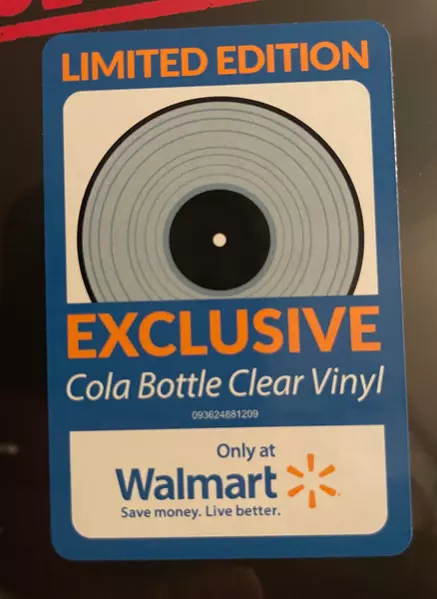 LIMITED EDITION
EXCLUSIVE
Cola Bottle Clear Vinyl
093624881209
Only at
Walmart
Save money. Live better.